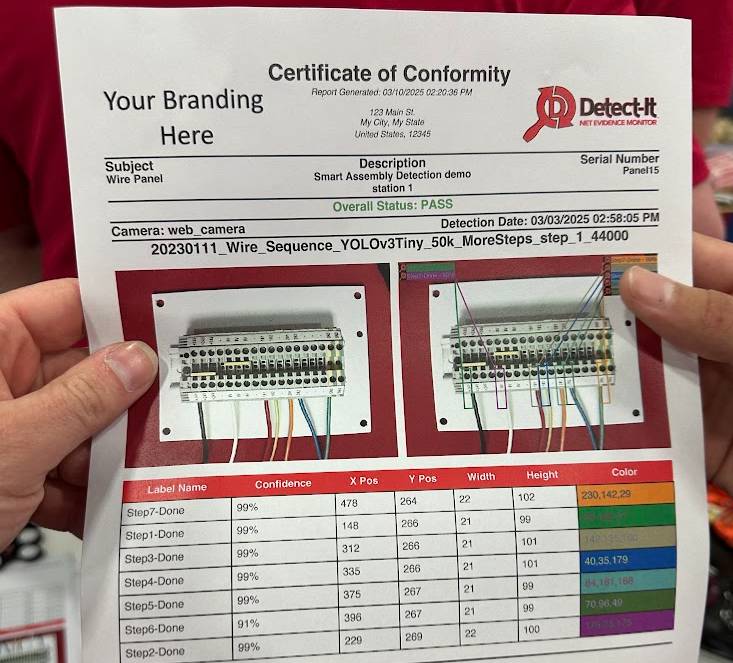 Certificate of Conformity
Report Generated: 03/10/2025 02:20:36 PM
Your Branding
Here
123 Main St.
My City, My State
United States, 12345
Detect-It
NET EVIDENCE MONITOR
Subject
Wire Panel
Description
Smart Assembly Detection demo
station 1
Serial Number
Panel15
Overall Status: PASS
Camera: web_camera
Detection Date: 03/03/2025 02:58:05 PM
20230111_Wire_Sequence_YOLOv3Tiny_50k_MoreSteps_step_1_44000
Label Name Confidence X Pos Y Pos Width Height Color
Step7-Done 99% 478 264 22 102 230,142,29
Step1-Done 99% 148 266 21 99
Step3-Done 99% 312 266 21 101
Step4-Done 99% 335 266 21 101 40,35,179
Step5-Done 99% 375 267 21 99
Step6-Done 91% 396 267 21 99 70,96,49
Step2-Done 99% 229 269 22 100